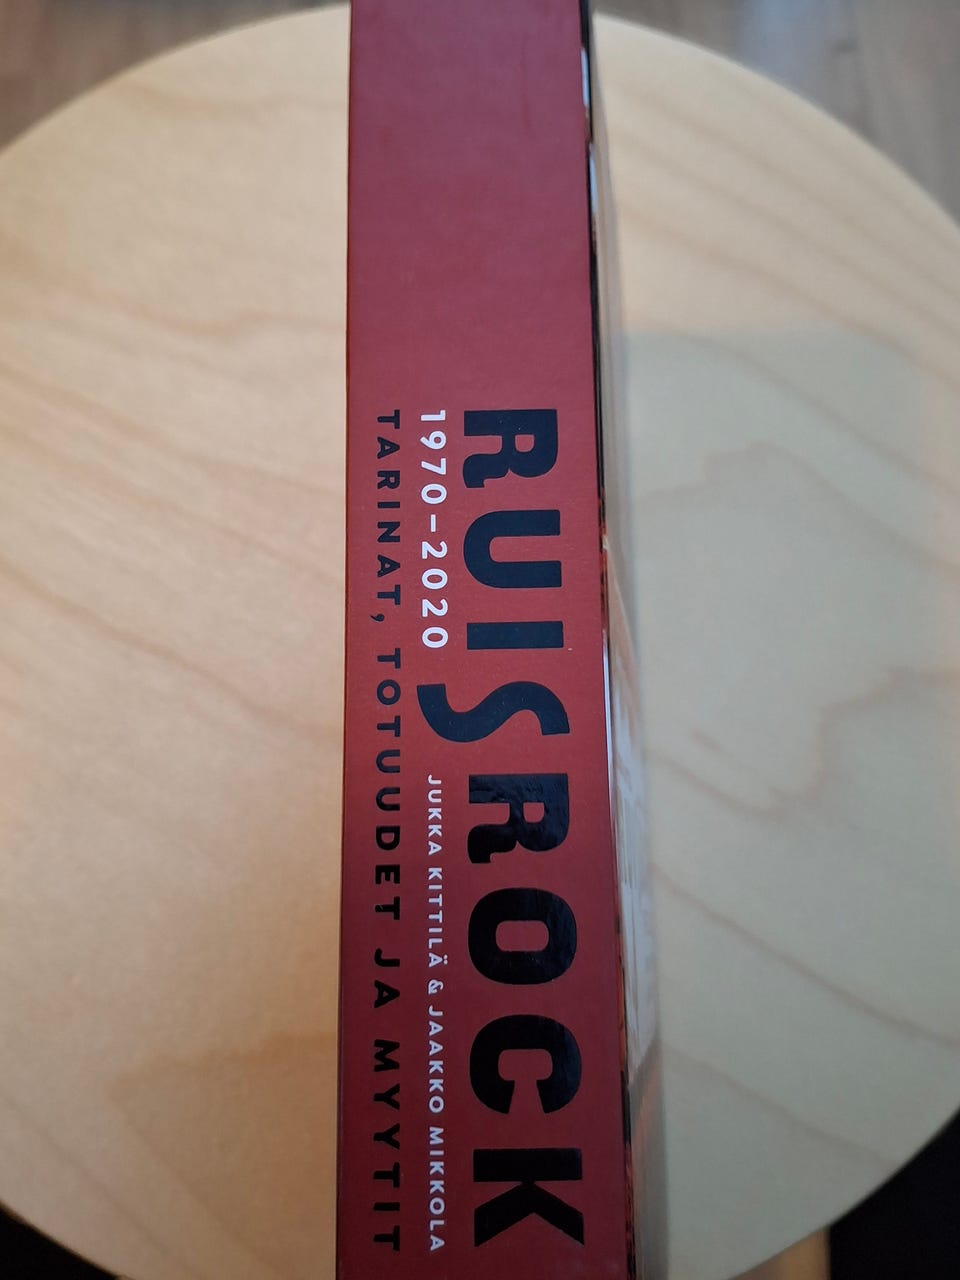 RUISROCK
1970–2020 JUKKA KITTILÄ & JAAKKO MIKKOLA
TARINAT, TOTUUDET JA MYYTIT